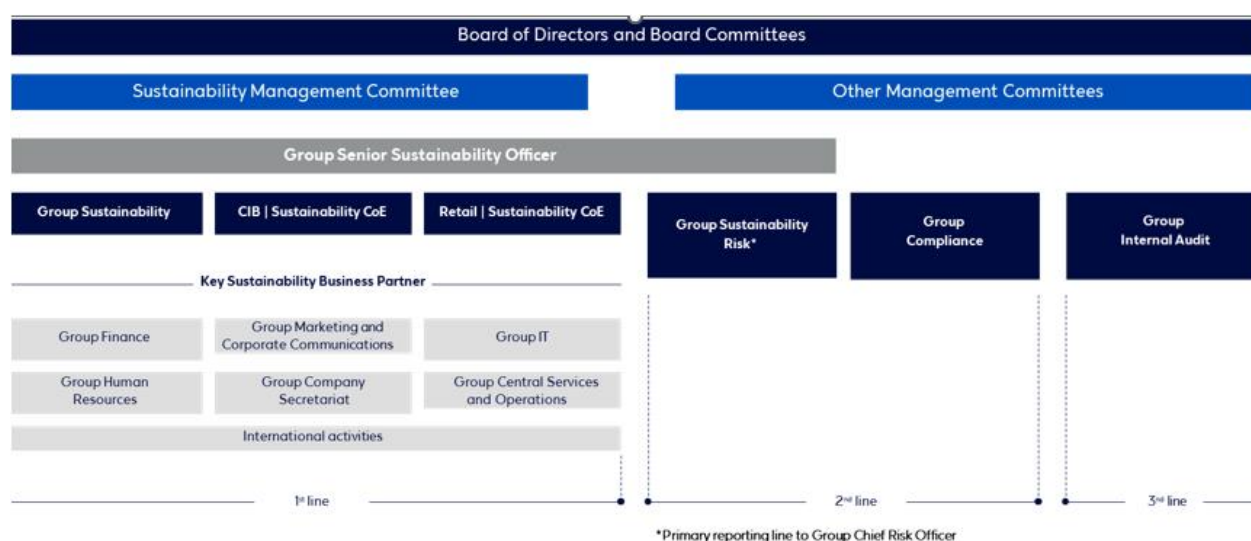 Board of Directors and Board Committees
Sustainability Management Committee
Other Management Committees
Group Senior Sustainability Officer
Group Sustainability
CIB | Sustainability CoE
Retail | Sustainability CoE
Group Sustainability
Risk*
Group
Compliance
Group
Internal Audit
Key Sustainability Business Partner
Group Finance
Group Marketing and
Corporate Communications
Group IT
Group Human
Resources
Group Company
Secretariat
Group Central Services
and Operations
International activities
1st line
2nd line
3rd line
*Primary reporting line to Group Chief Risk Officer